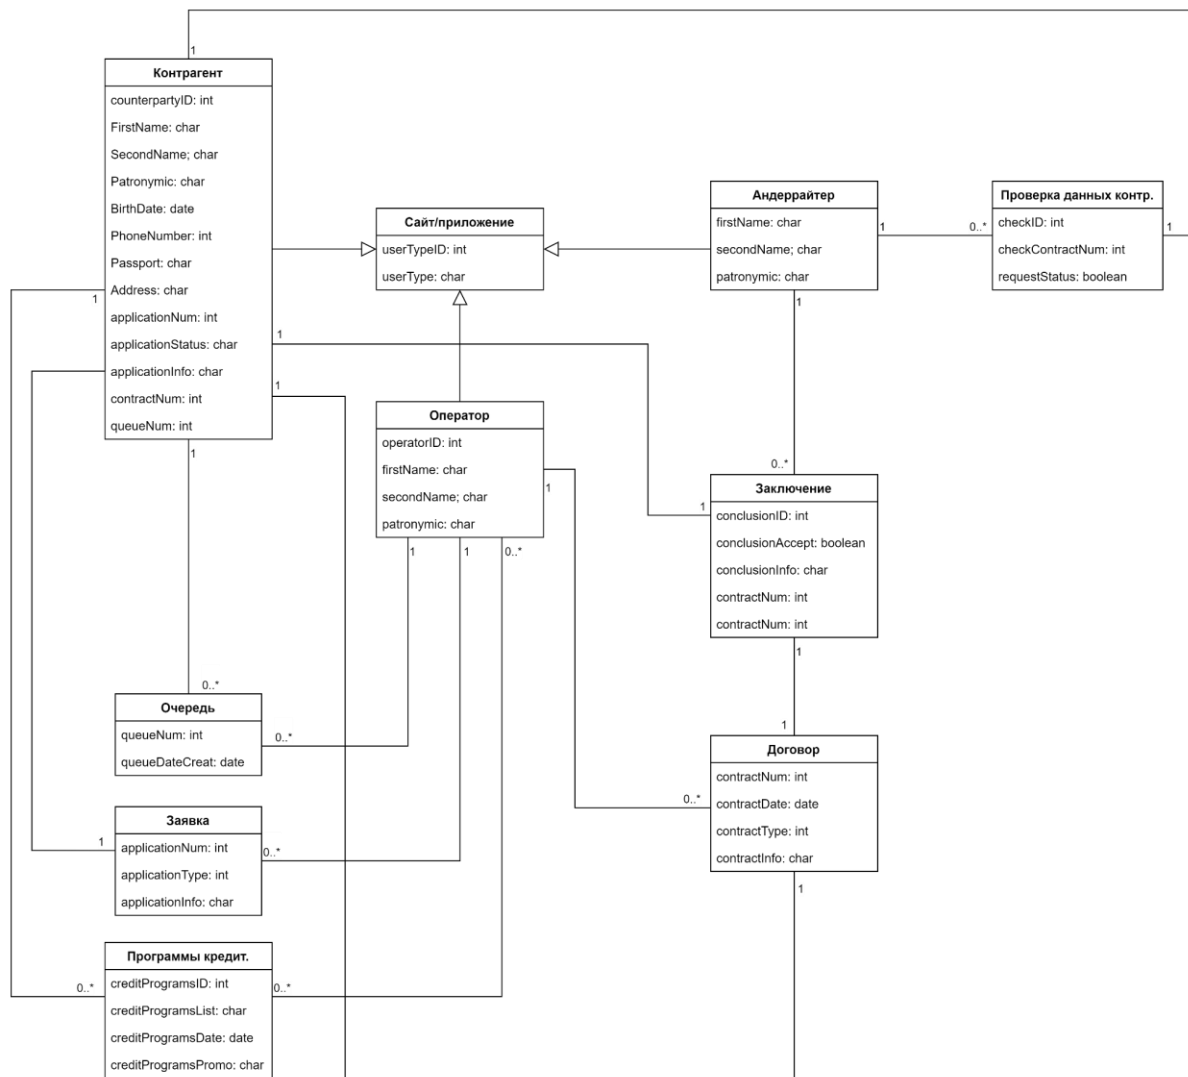 1
Контрагент
counterpartyID: int
FirstName: char
SecondName; char
Patronymic: char
BirthDate: date
PhoneNumber: int
Passport: char
Address: char
applicationNum: int
applicationStatus: char
applicationInfo: char
contractNum: int
queueNum: int
1
1
1
1
Сайт/приложение
userTypeID: int
userType: char
Андеррайтер
firstName: char
secondName; char
patronymic: char
1
0..*
1
Проверка данных контр.
checkID: int
checkContractNum: int
requestStatus: boolean
1
Оператор
operatorID: int
firstName: char
secondName; char
patronymic: char
1
1
1
0..*
0..*
1
Заключение
conclusionID: int
conclusionAccept: boolean
conclusionInfo: char
contractNum: int
contractNum: int
1
0..*
Очередь
queueNum: int
queueDateCreat: date
0..*
1
0..*
Договор
contractNum: int
contractDate: date
contractType: int
contractInfo: char
1
1
Заявка
applicationNum: int
applicationType: int
applicationInfo: char
0..*
0..*
Программы кредит.
creditProgramsID: int
creditProgramsList: char
creditProgramsDate: date
creditProgramsPromo: char
0..*